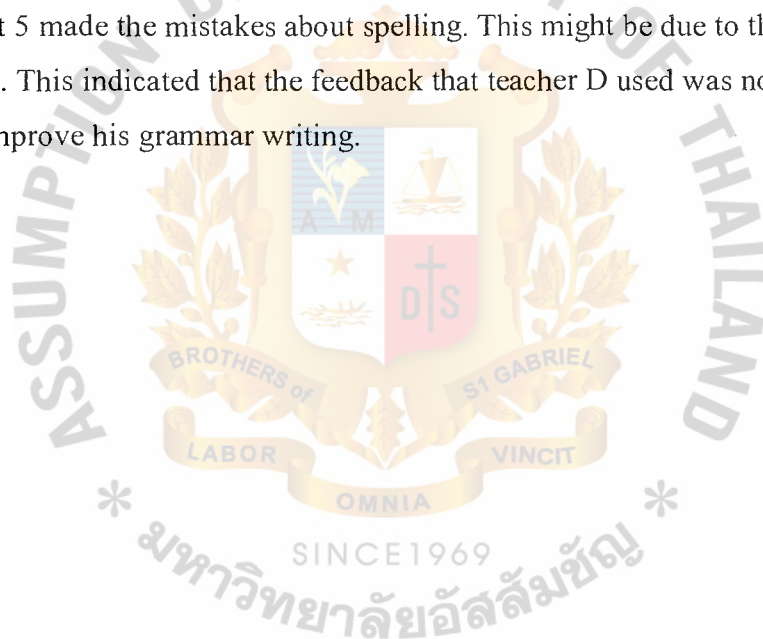 t 5 made the mistakes about spelling. This might be due to th
. This indicated that the feedback that teacher D used was no
nprove his grammar writing.
ASSUMPTION
OF THAILAND
A M
D S
BROTHERS of
S1 GABRIEL
LABOR
VINCIT
OMNIA
* SINCE1969 *
มหาวิทยาลัยอัสสัมชัญ